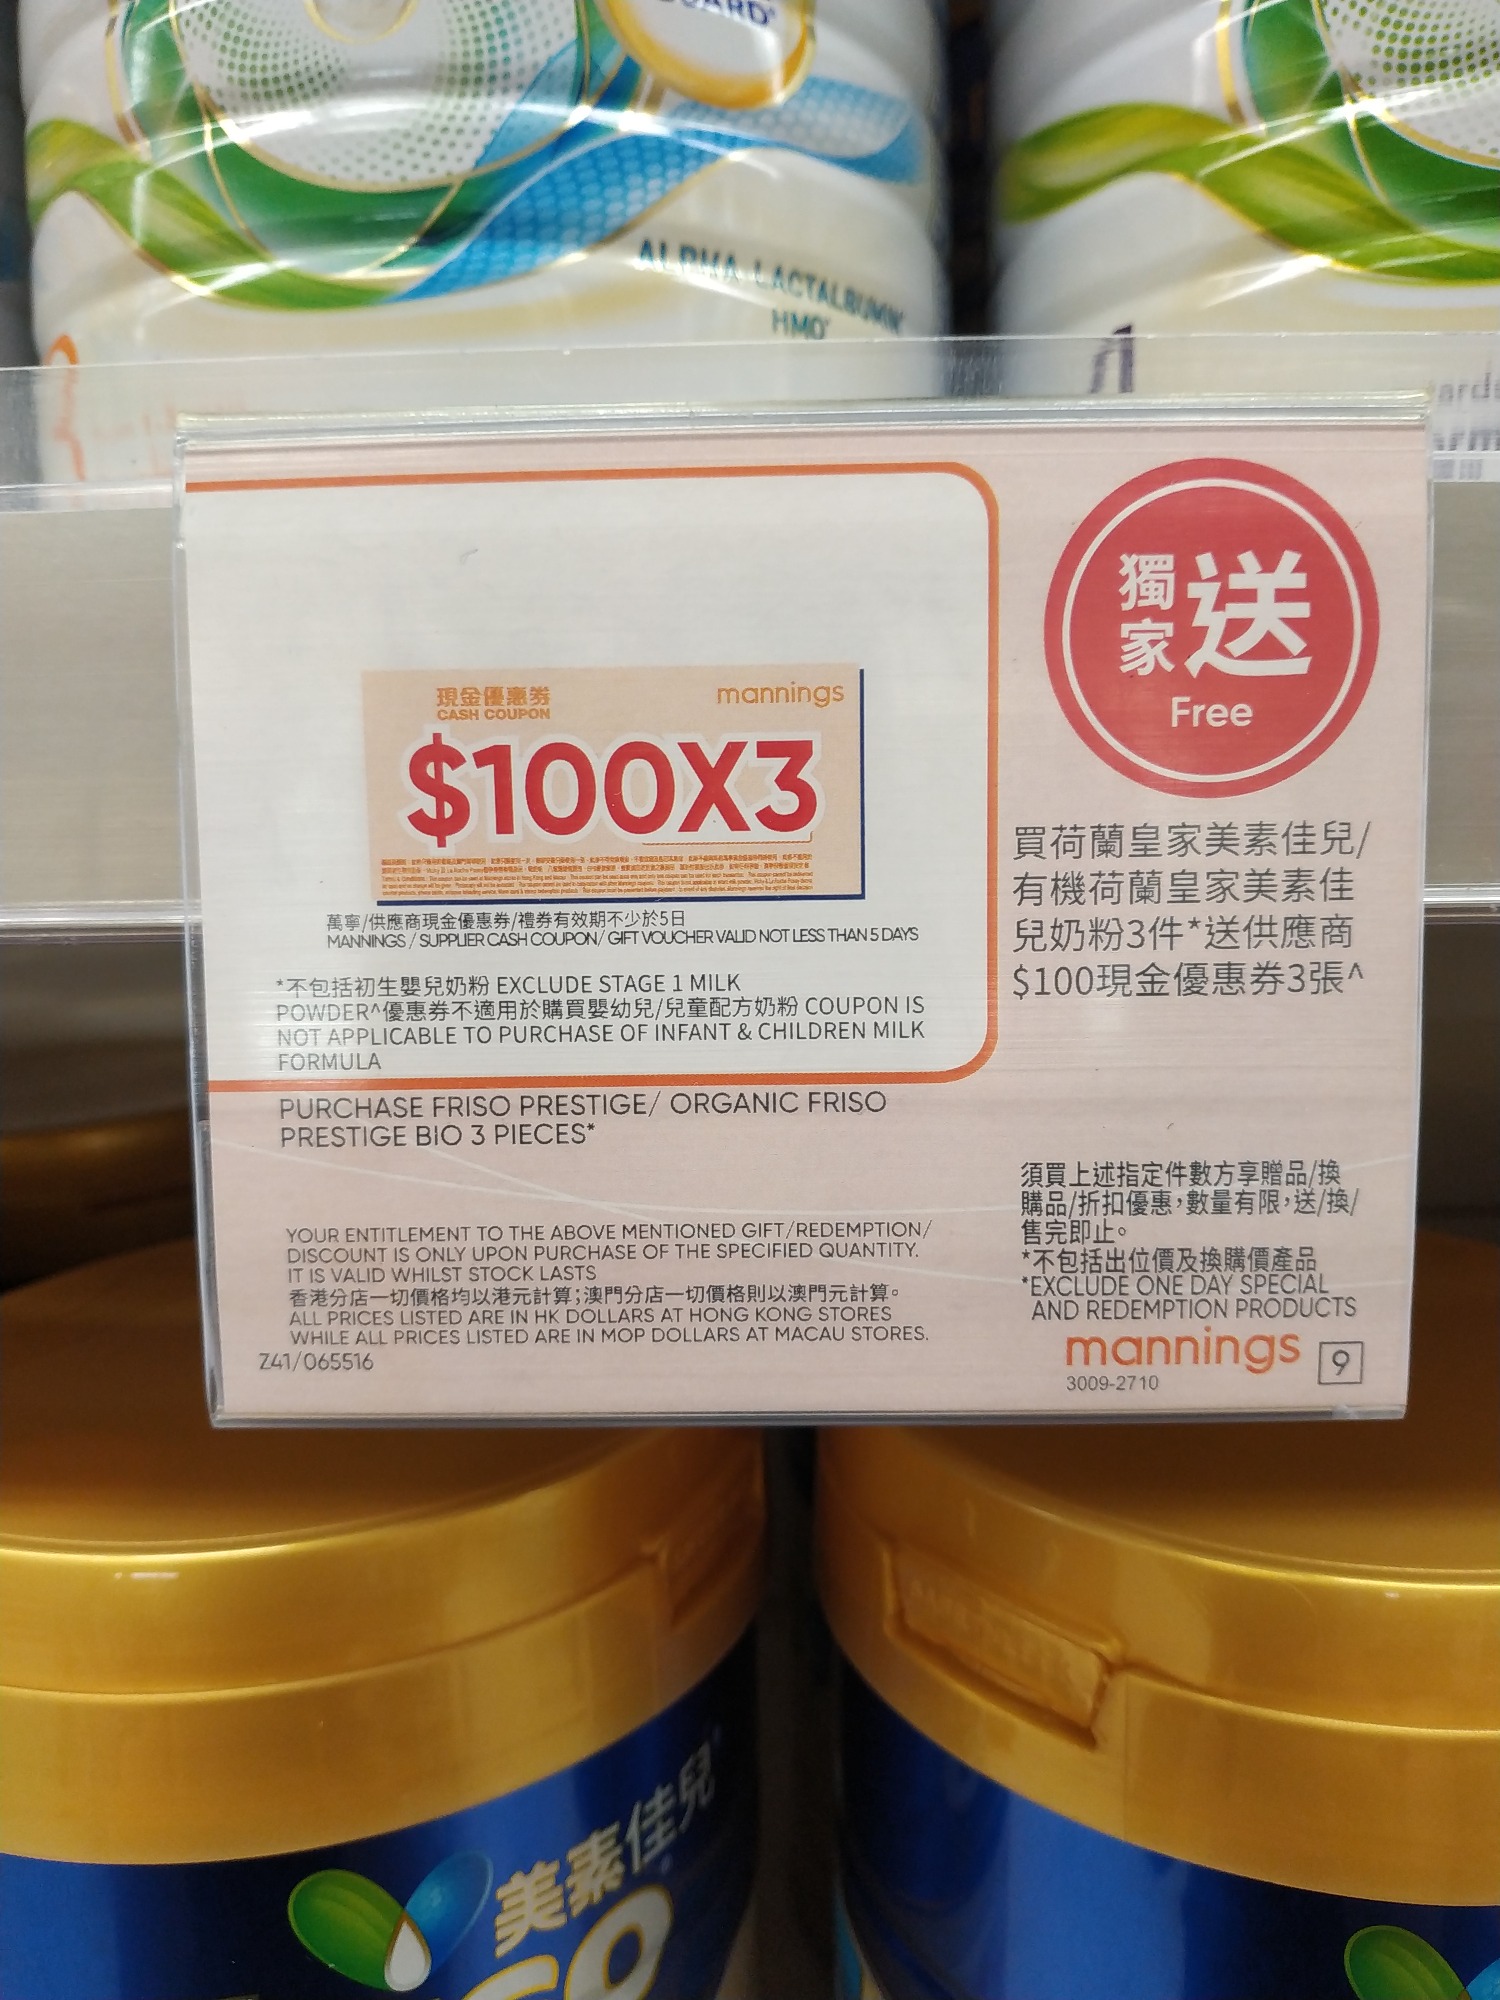 ALPHA-LACTALBUMIN
HMO
獨家
送
Free
現金優惠券
CASH COUPON
mannings
$100X3
萬寧/供應商現金優惠券/禮券有效期不少於5日
MANNINGS / SUPPLIER CASH COUPON/ GIFT VOUCHER VALID NOT LESS THAN 5 DAYS
*不包括初生嬰兒奶粉 EXCLUDE STAGE 1 MILK
POWDER^優惠券不適用於購買嬰幼兒/兒童配方奶粉 COUPON IS
NOT APPLICABLE TO PURCHASE OF INFANT & CHILDREN MILK
FORMULA
買荷蘭皇家美素佳兒/
有機荷蘭皇家美素佳
兒奶粉3件*送供應商
$100現金優惠券3張^
PURCHASE FRISO PRESTIGE/ ORGANIC FRISO
PRESTIGE BIO 3 PIECES*
YOUR ENTITLEMENT TO THE ABOVE MENTIONED GIFT/REDEMPTION/
DISCOUNT IS ONLY UPON PURCHASE OF THE SPECIFIED QUANTITY.
IT IS VALID WHILST STOCK LASTS
香港分店一切價格均以港元計算;澳門分店一切價格則以澳門元計算。
ALL PRICES LISTED ARE IN HK DOLLARS AT HONG KONG STORES
WHILE ALL PRICES LISTED ARE IN MOP DOLLARS AT MACAU STORES.
Z41/065516
須買上述指定件數方享贈品/換
購品/折扣優惠,數量有限,送/換/
售完即止。
*不包括出位價及換購價產品
*EXCLUDE ONE DAY SPECIAL
AND REDEMPTION PRODUCTS
mannings
9
3009-2710
美素佳兒